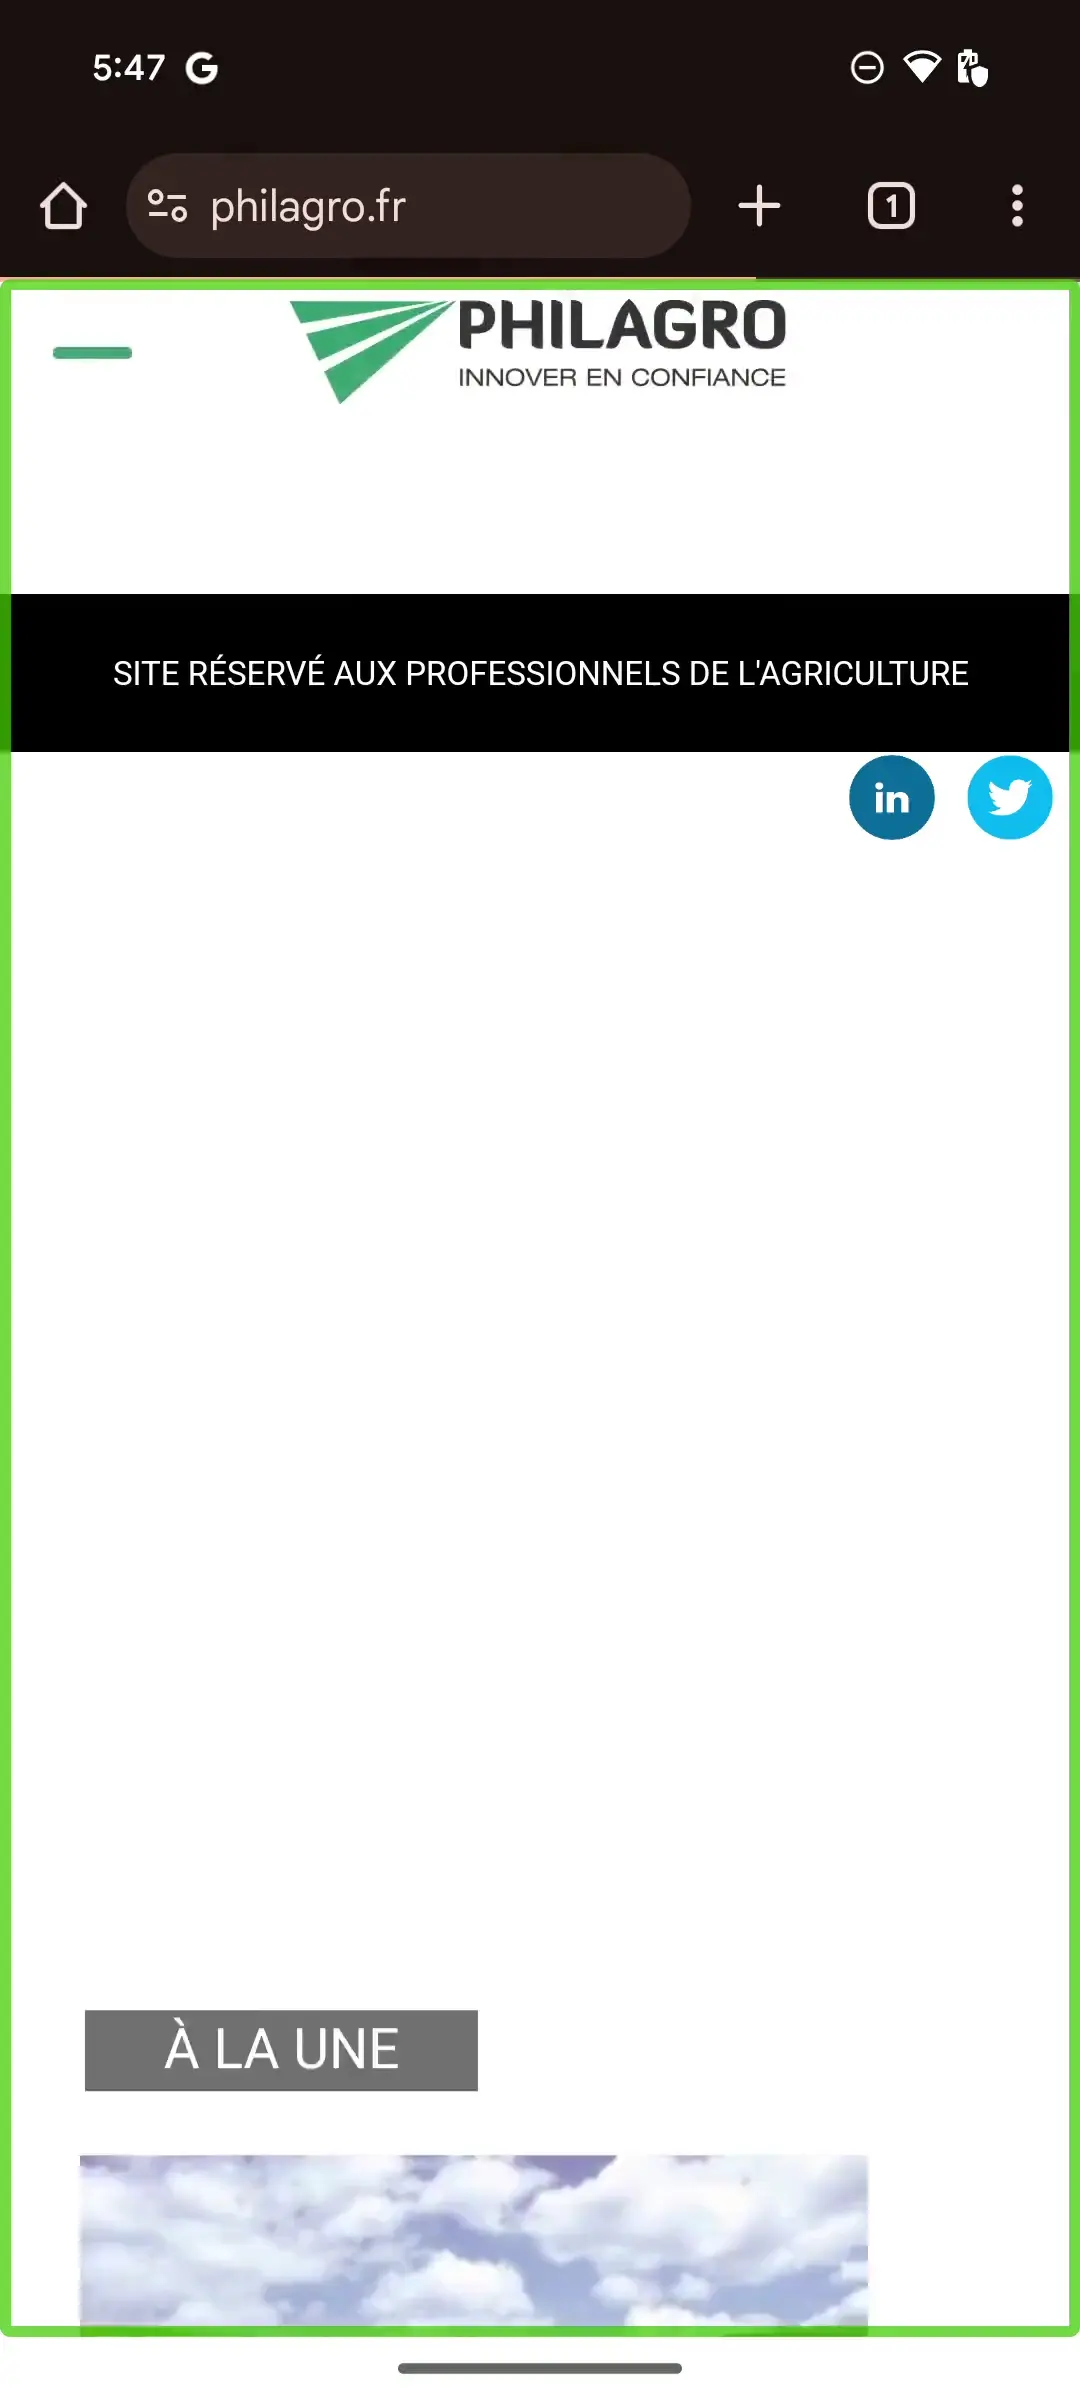 5:47 G
philagro.fr
1
PHILAGRO
INNOVER EN CONFIANCE
SITE RÉSERVÉ AUX PROFESSIONNELS DE L'AGRICULTURE
in
À LA UNE